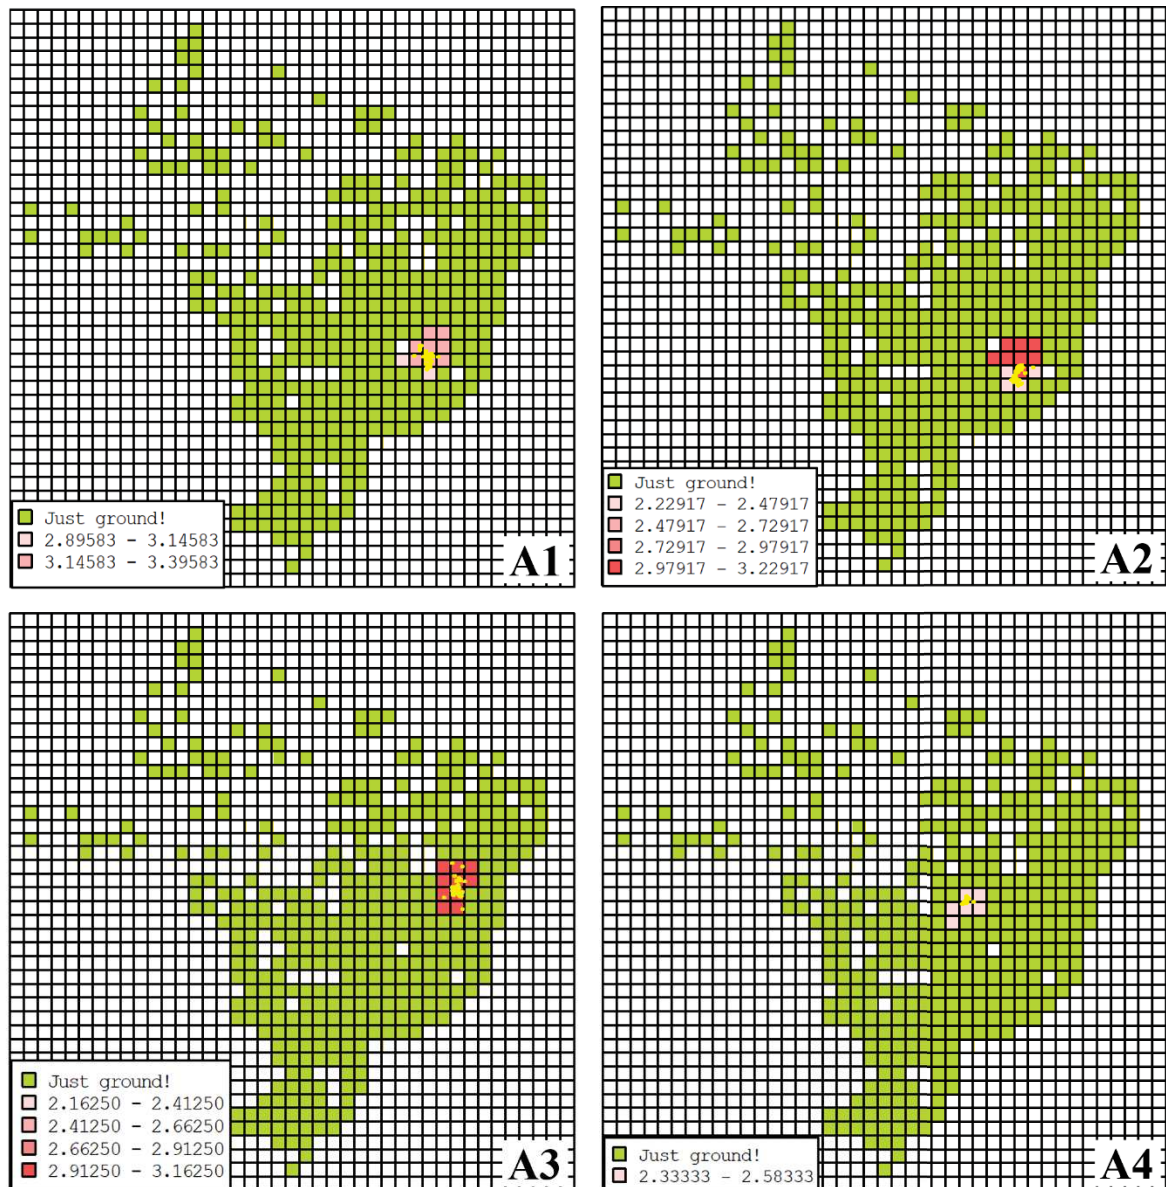 Just ground!
2.89583 - 3.14583
3.14583 - 3.39583
A1
Just ground!
2.22917 - 2.47917
2.47917 - 2.72917
2.72917 - 2.97917
2.97917 - 3.22917
A2
Just ground!
2.16250 - 2.41250
2.41250 - 2.66250
2.66250 - 2.91250
2.91250 - 3.16250
A3
Just ground!
2.33333 - 2.58333
A4